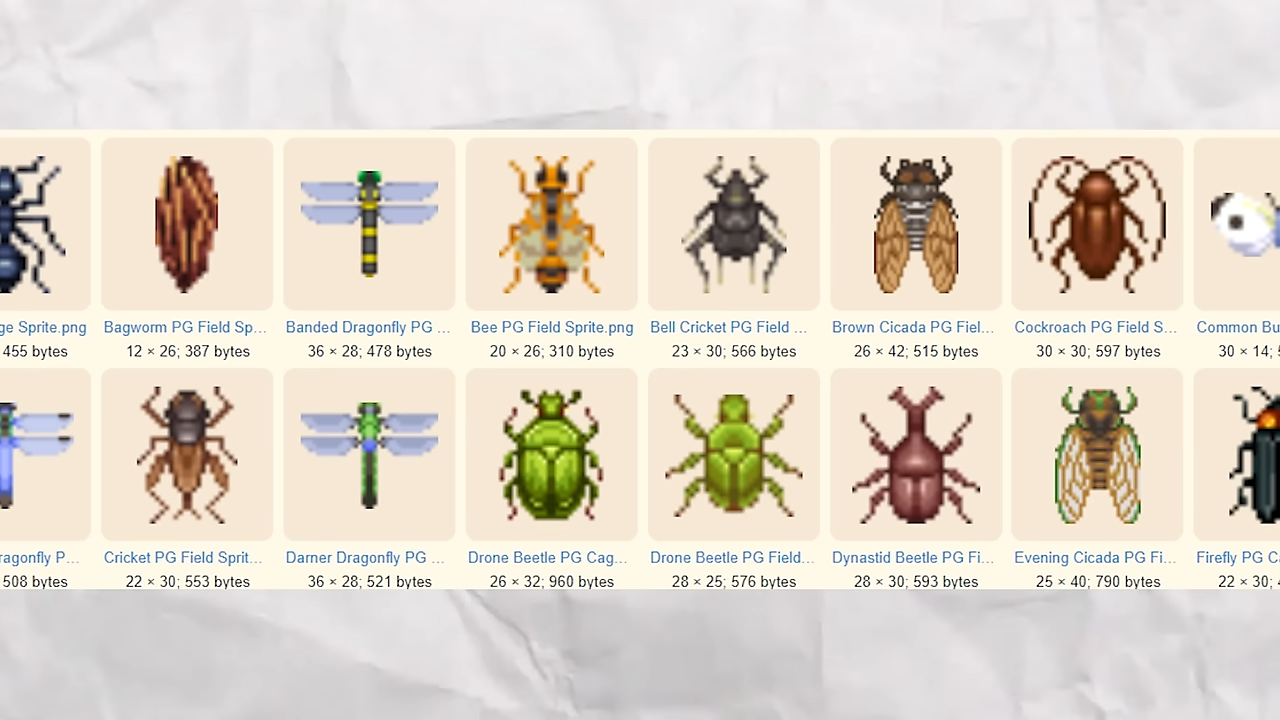 ge Sprite.png Bagworm PG Field Sp... Banded Dragonfly PG ... Bee PG Field Sprite.png Bell Cricket PG Field ... Brown Cicada PG Fiel... Cockroach PG Field S... Common Bu
455 bytes 12 × 26; 387 bytes 36 × 28; 478 bytes 20 × 26; 310 bytes 23 × 30; 566 bytes 26 × 42; 515 bytes 30 × 30; 597 bytes 30 × 14;
ragonfly P... Cricket PG Field Sprit... Darner Dragonfly PG ... Drone Beetle PG Cag... Drone Beetle PG Field... Dynastid Beetle PG Fi... Evening Cicada PG Fi... Firefly PG C
508 bytes 22 × 30; 553 bytes 36 × 28; 521 bytes 26 × 32; 960 bytes 28 × 25; 576 bytes 28 × 30; 593 bytes 25 × 40; 790 bytes 22 × 30;